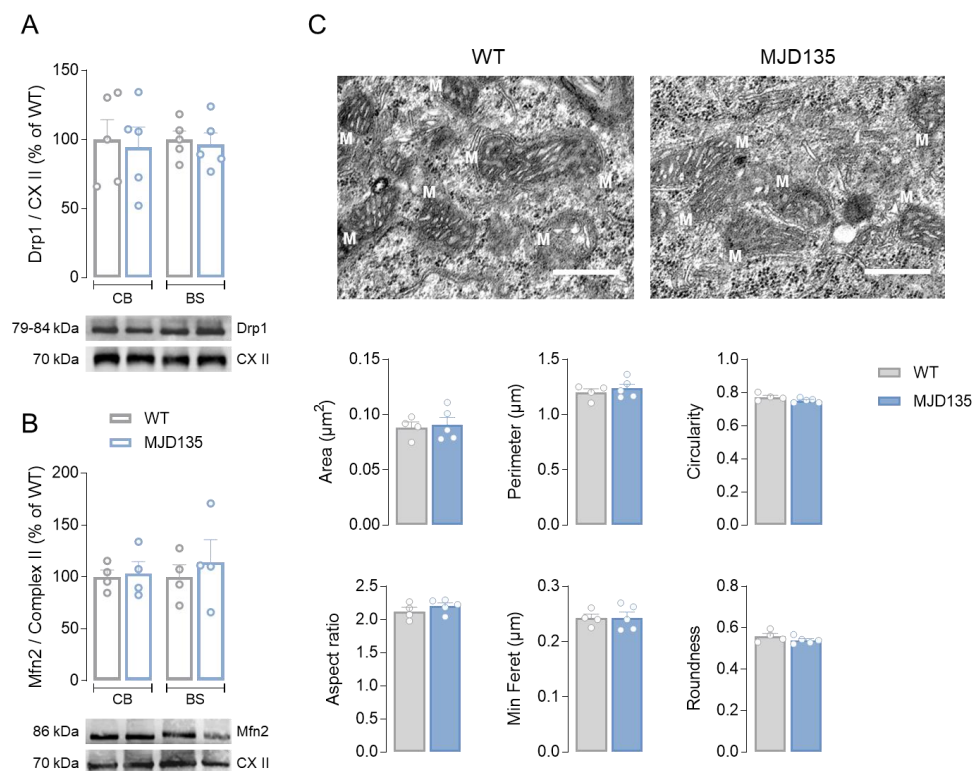 A
Drp1 / CX II (% of WT)
150
100
50
0
CB
BS
79-84 kDa
Drp1
70 kDa
CX II
WT
MJD135
B
Mfn2 / Complex II (% of WT)
200
150
100
50
0
CB
BS
86 kDa
Mfn2
70 kDa
CX II
C
WT
MJD135
M
M
M
M
M
M
M
M
M
M
M
M
M
M
Area (µm²)
0.15
0.10
0.05
0.00
Perimeter (µm)
1.5
1.0
0.5
0.0
Circularity
1.0
0.8
0.6
0.4
0.2
0.0
WT
MJD135
Aspect ratio
2.5
2.0
1.5
1.0
0.5
0.0
Min Feret (µm)
0.3
0.2
0.1
0.0
Roundness
0.8
0.6
0.4
0.2
0.0